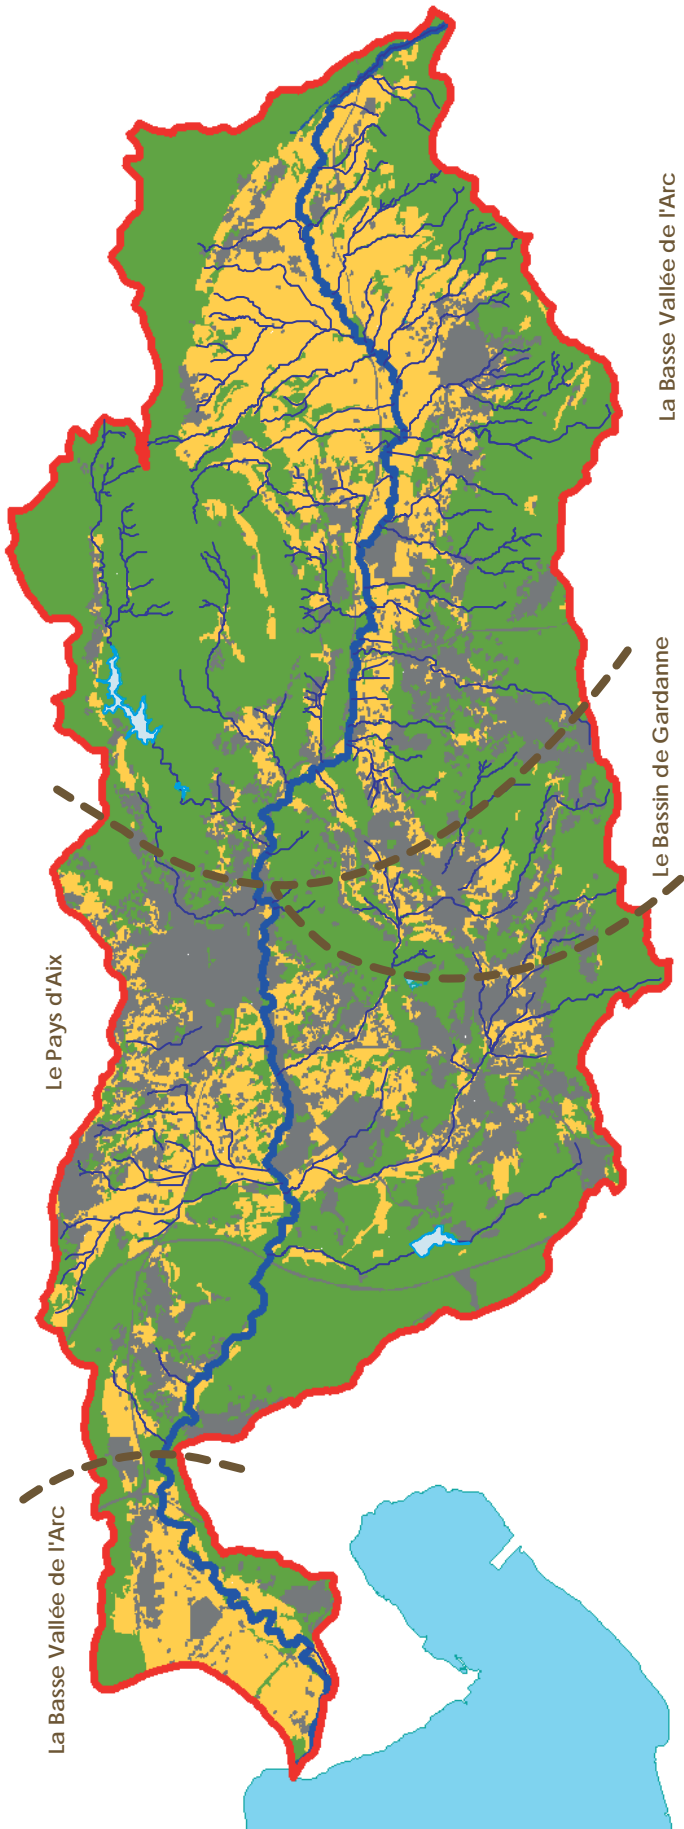 La Basse Vallée de l'Arc
Le Pays d'Aix
Le Bassin de Gardanne
La Basse Vallée de l'Arc